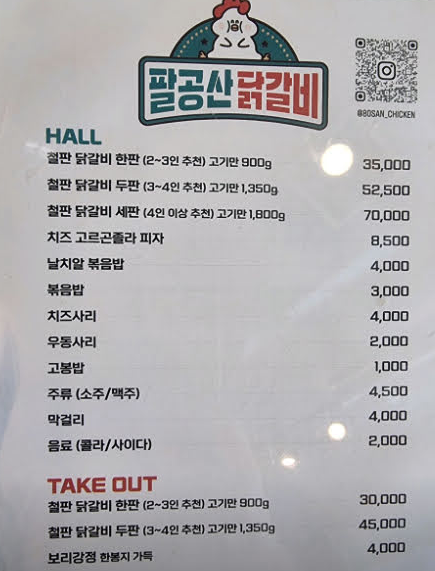 팔공산 닭갈비
@80SAN_CHICKEN
HALL
철판 닭갈비 한판 (2~3인 추천) 고기만 900g 35,000
철판 닭갈비 두판 (3~4인 추천) 고기만 1,350g 52,500
철판 닭갈비 세판 (4인 이상 추천) 고기만 1,800g 70,000
치즈 고르곤졸라 피자 8,500
날치알 볶음밥 4,000
볶음밥 3,000
치즈사리 4,000
우동사리 2,000
고봉밥 1,000
주류 (소주/맥주) 4,500
막걸리 4,000
음료 (콜라/사이다) 2,000
TAKE OUT
철판 닭갈비 한판 (2~3인 추천) 고기만 900g 30,000
철판 닭갈비 두판 (3~4인 추천) 고기만 1,350g 45,000
보리강정 한봉지 가득 4,000